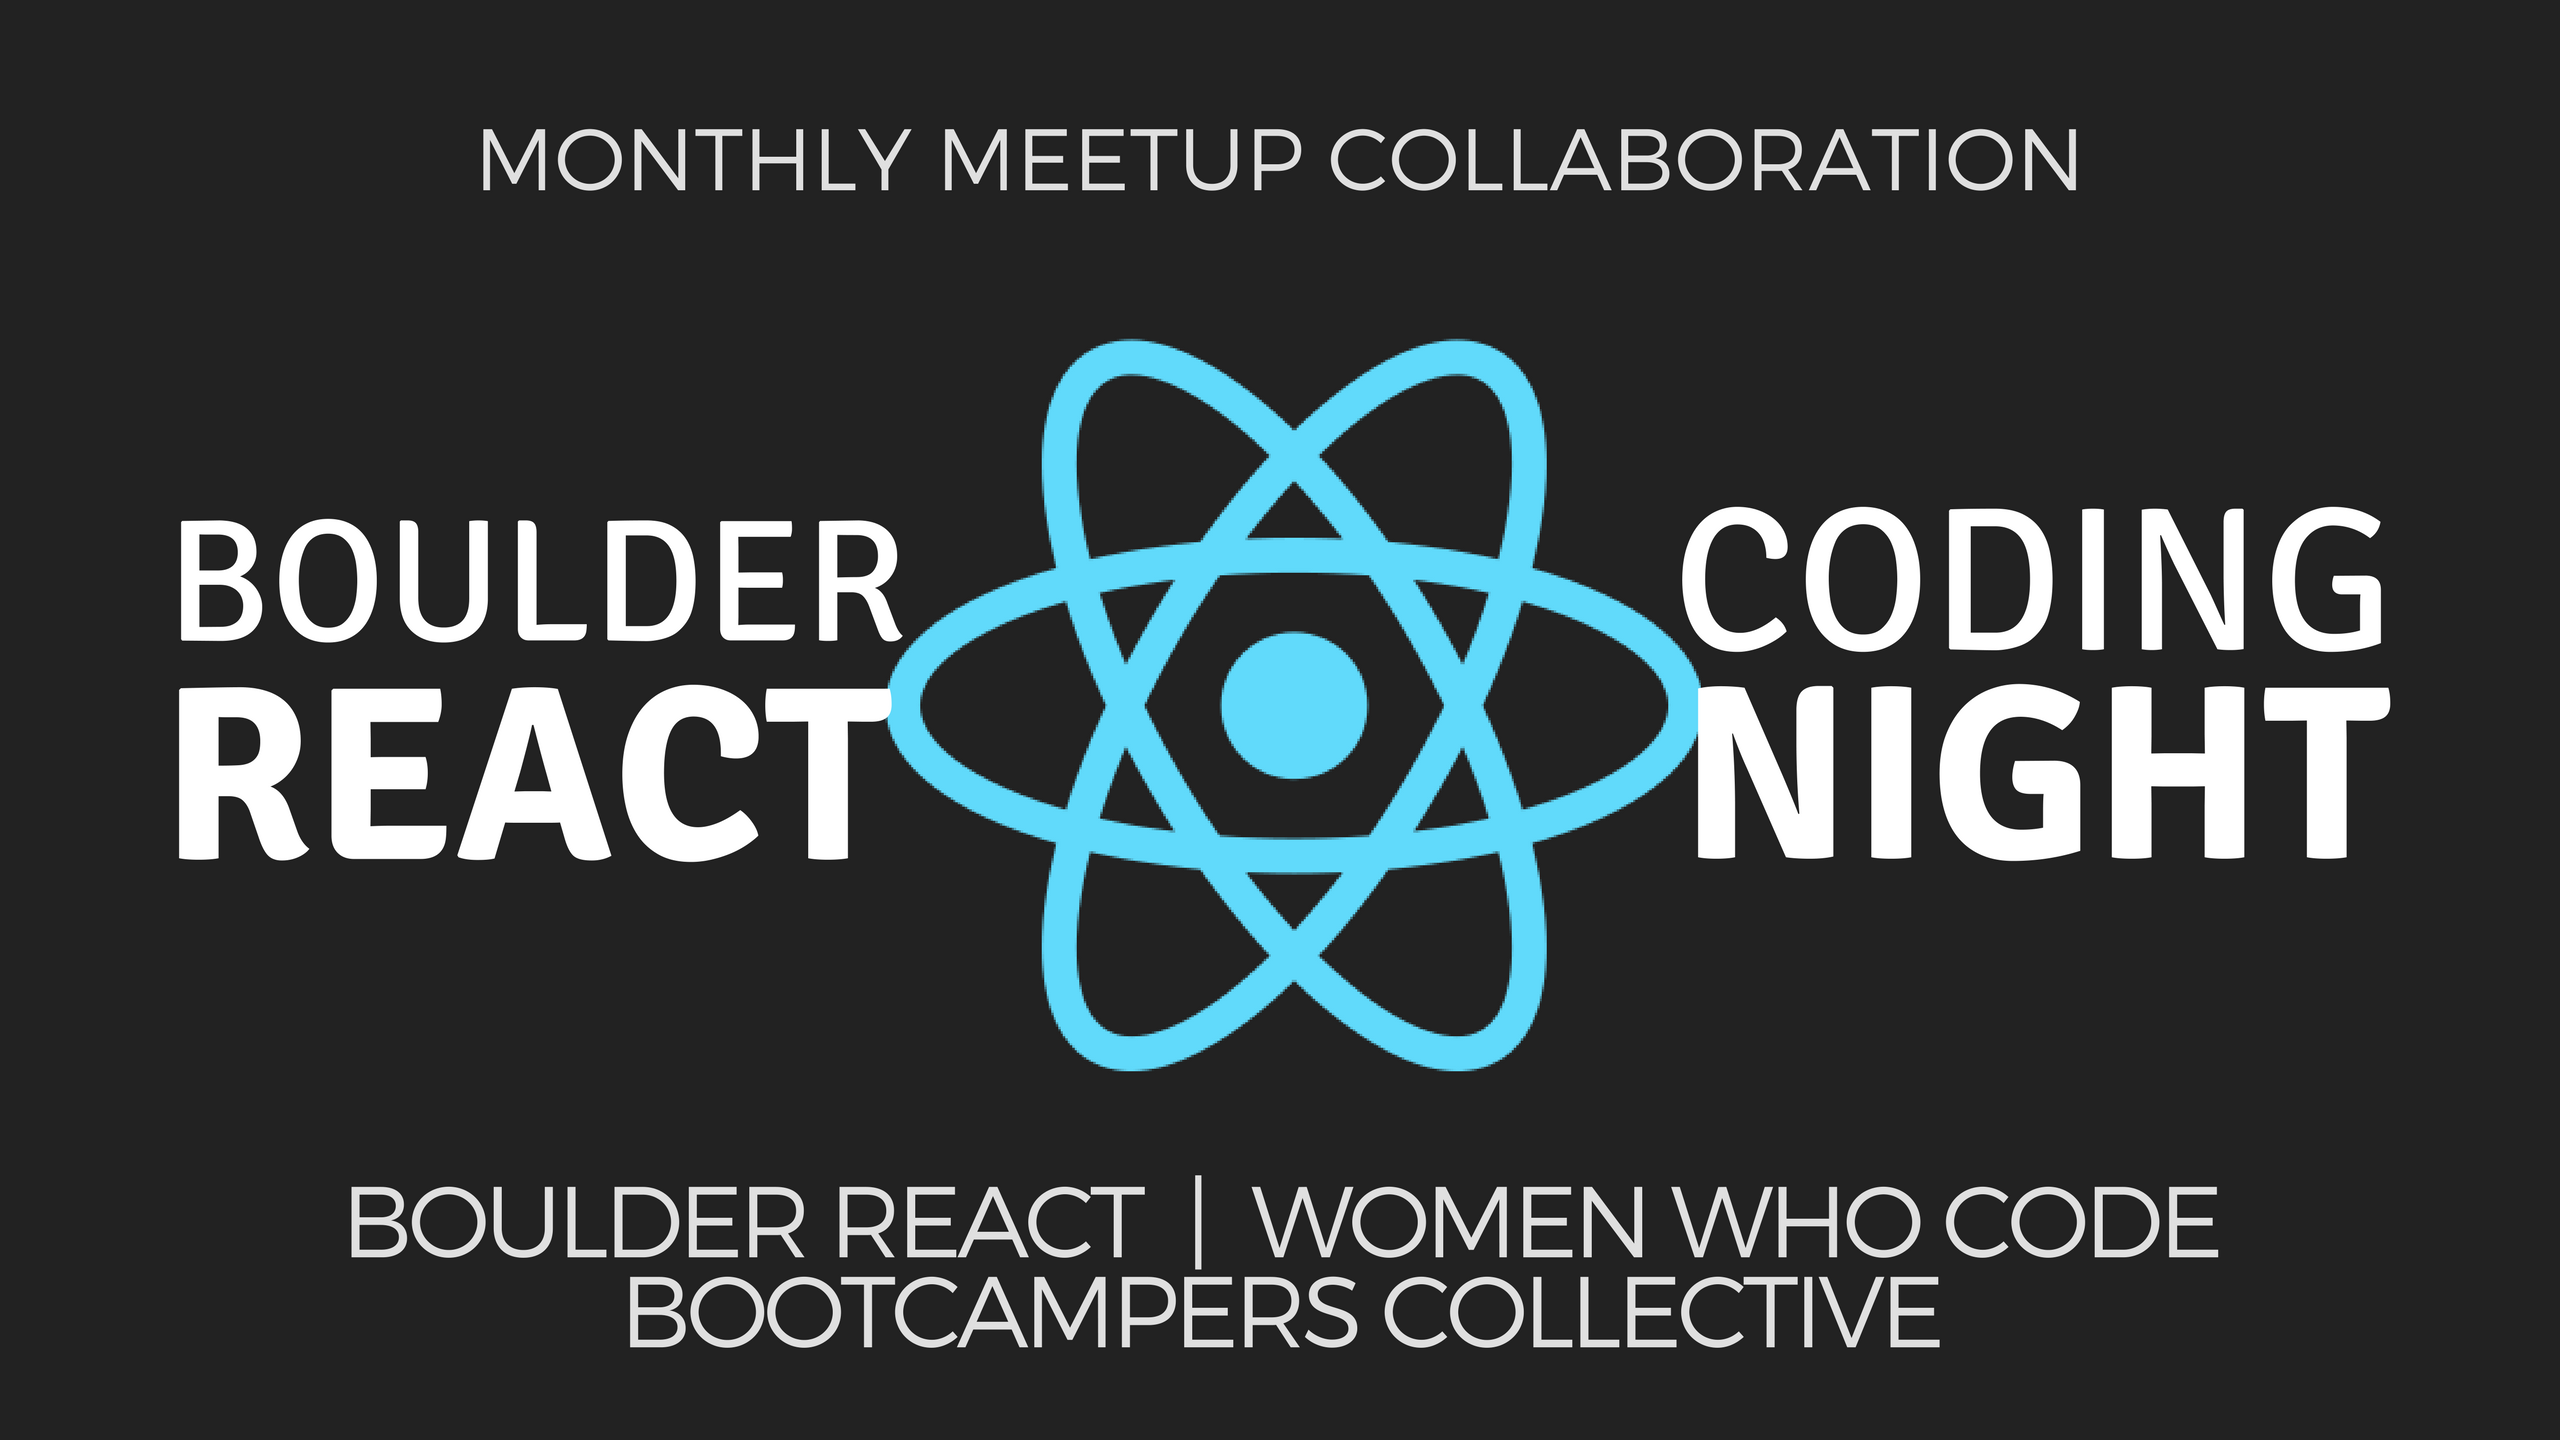 MONTHLY MEETUP COLLABORATION
BOULDER
REACT
CODING
NIGHT
BOULDER REACT | WOMEN WHO CODE
BOOTCAMPERS COLLECTIVE